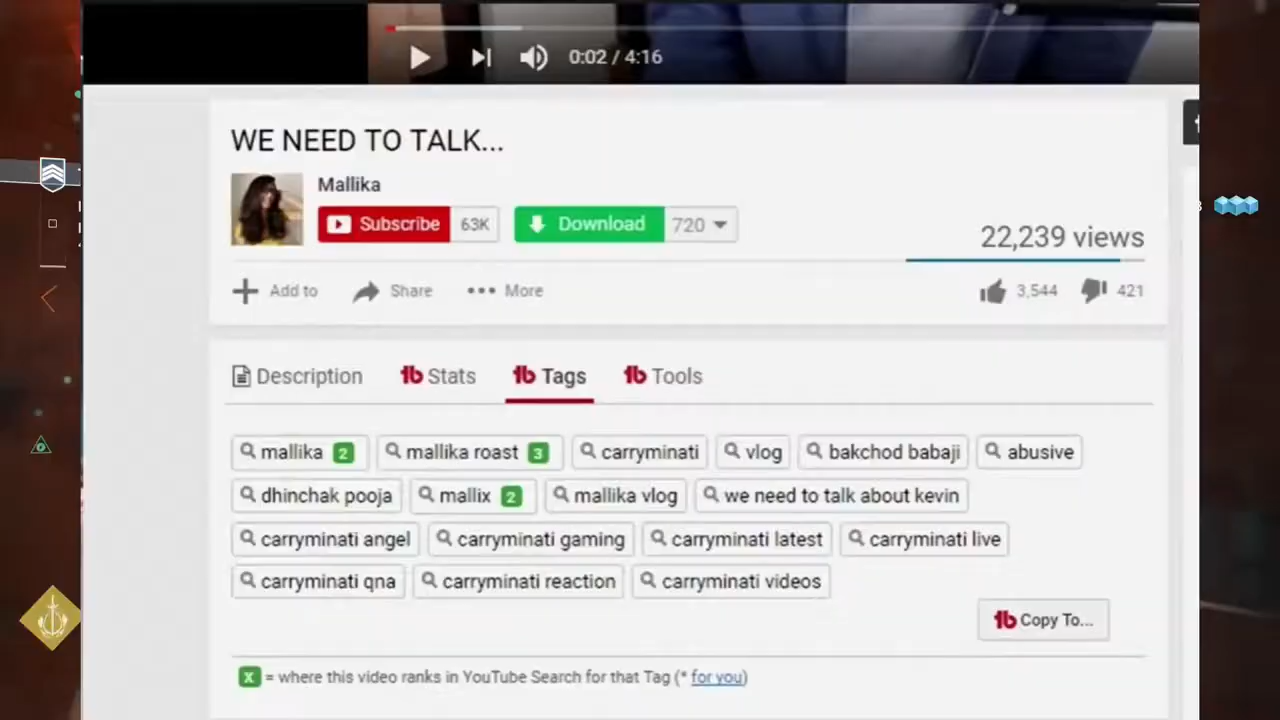 0:02 / 4:16
WE NEED TO TALK...
Mallika
Subscribe 63K Download 720
22,239 views
Add to Share More 3,544 421
Description tb Stats tb Tags tb Tools
mallika 2 mallika roast 3 carryminati vlog bakchod babaji abusive
dhinchak pooja mallix 2 mallika vlog we need to talk about kevin
carryminati angel carryminati gaming carryminati latest carryminati live
carryminati qna carryminati reaction carryminati videos
tb Copy To...
X = where this video ranks in YouTube Search for that Tag (* for you)